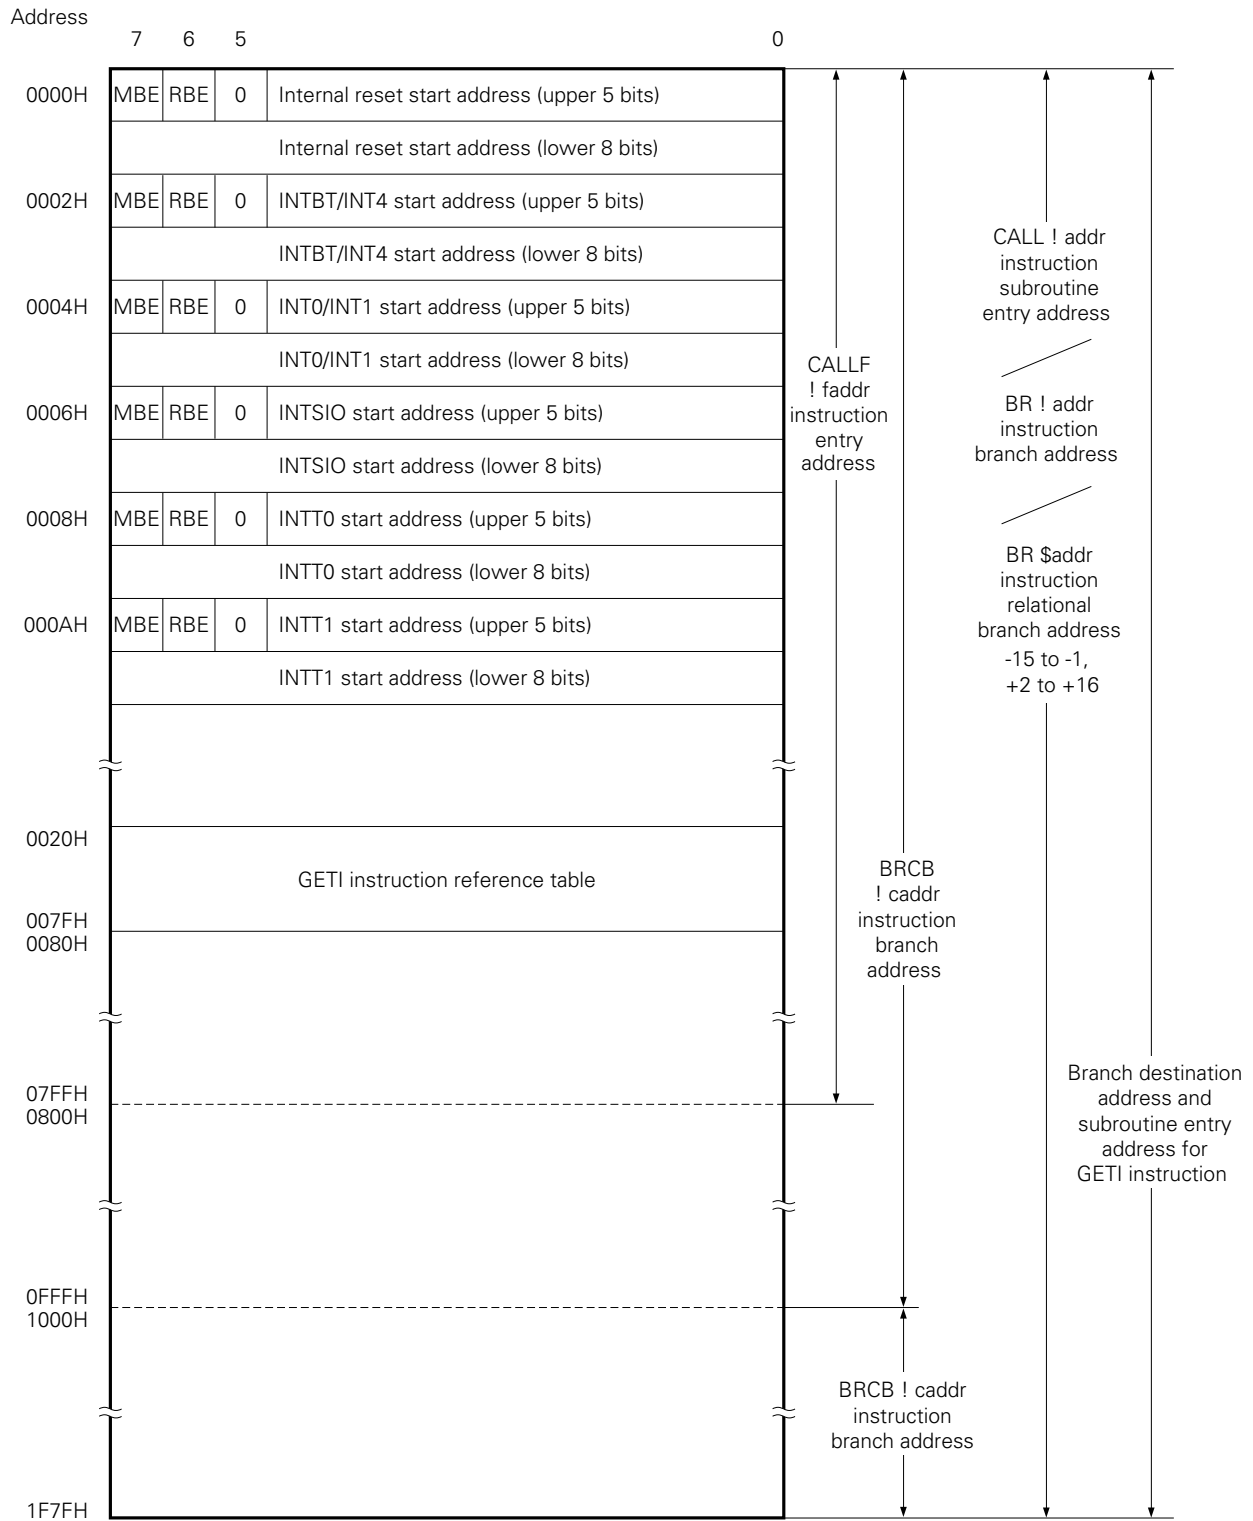 Address
7 6 5 0
0000H MBE RBE 0 Internal reset start address (upper 5 bits)
Internal reset start address (lower 8 bits)
0002H MBE RBE 0 INTBT/INT4 start address (upper 5 bits)
INTBT/INT4 start address (lower 8 bits)
0004H MBE RBE 0 INT0/INT1 start address (upper 5 bits)
INT0/INT1 start address (lower 8 bits)
0006H MBE RBE 0 INTSIO start address (upper 5 bits)
INTSIO start address (lower 8 bits)
0008H MBE RBE 0 INTT0 start address (upper 5 bits)
INTT0 start address (lower 8 bits)
000AH MBE RBE 0 INTT1 start address (upper 5 bits)
INTT1 start address (lower 8 bits)
0020H
GETI instruction reference table
007FH
0080H
07FFH
0800H
0FFFH
1000H
1F7FH
CALLF
! faddr
instruction
entry
address
BRCB
! caddr
instruction
branch
address
BRCB ! caddr
instruction
branch address
CALL ! addr
instruction
subroutine
entry address
BR ! addr
instruction
branch address
BR $addr
instruction
relational
branch address
-15 to -1,
+2 to +16
Branch destination
address and
subroutine entry
address for
GETI instruction